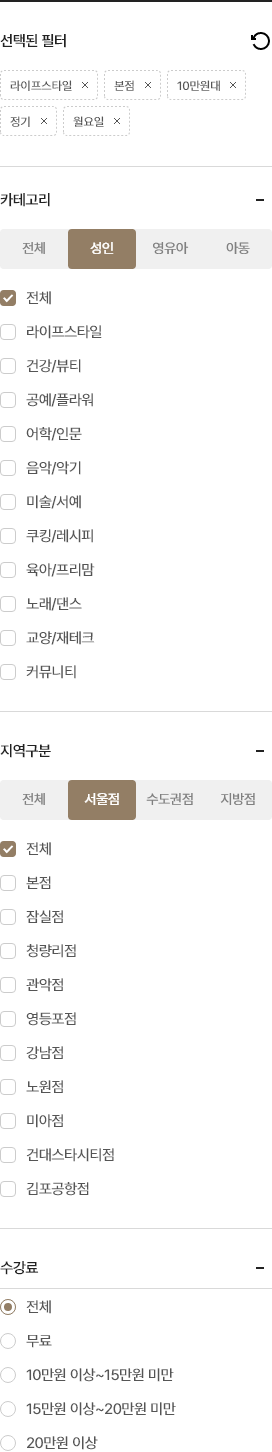 선택된 필터
라이프스타일 × 본점 × 10만원대 ×
정기 × 월요일 ×
카테고리
전체 성인 영유아 아동
전체
라이프스타일
건강/뷰티
공예/플라워
어학/인문
음악/악기
미술/서예
쿠킹/레시피
육아/프리맘
노래/댄스
교양/재테크
커뮤니티
지역구분
전체 서울점 수도권점 지방점
전체
본점
잠실점
청량리점
관악점
영등포점
강남점
노원점
미아점
건대스타시티점
김포공항점
수강료
전체
무료
10만원 이상~15만원 미만
15만원 이상~20만원 미만
20만원 이상